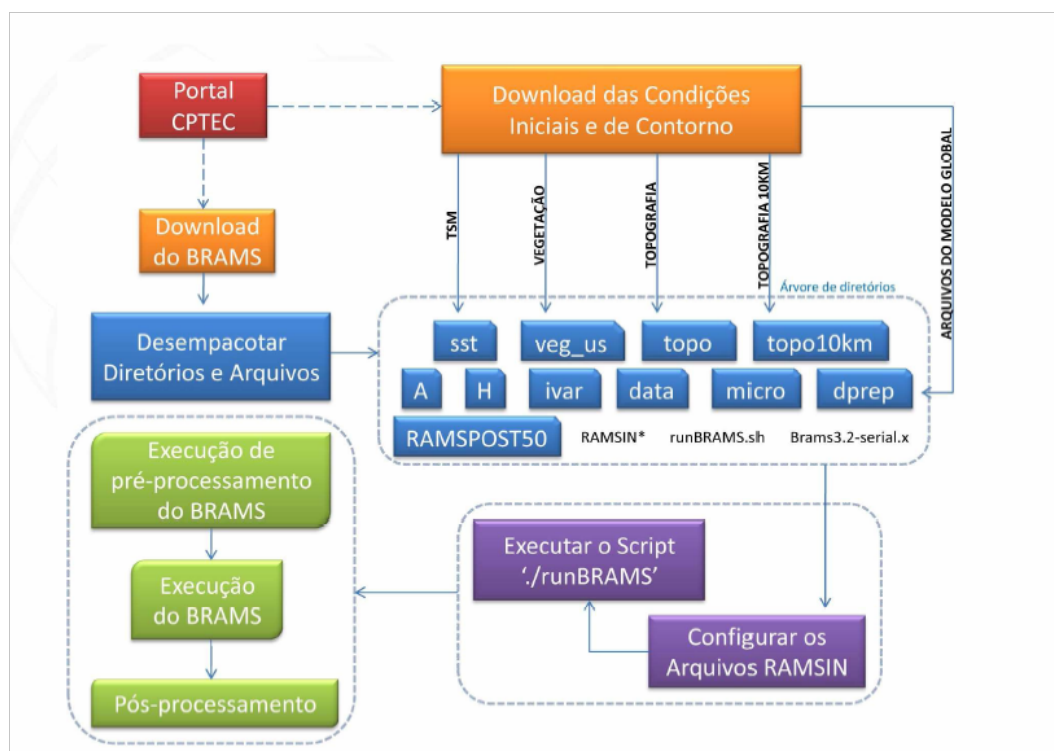 Portal
CPTEC
Download das Condições
Iniciais e de Contorno
Download
do BRAMS
TSM
VEGETAÇÃO
TOPOGRAFIA
TOPOGRAFIA 10KM
ARQUIVOS DO MODELO GLOBAL
Árvore de diretórios
Desempacotar
Diretórios e Arquivos
sst
veg_us
topo
topo10km
A
H
ivar
data
micro
dprep
RAMSPOST50
RAMSIN*
runBRAMS.sh
Brams3.2-serial.x
Execução de
pré-processamento
do BRAMS
Execução
do BRAMS
Pós-processamento
Executar o Script
‘./runBRAMS’
Configurar os
Arquivos RAMSIN